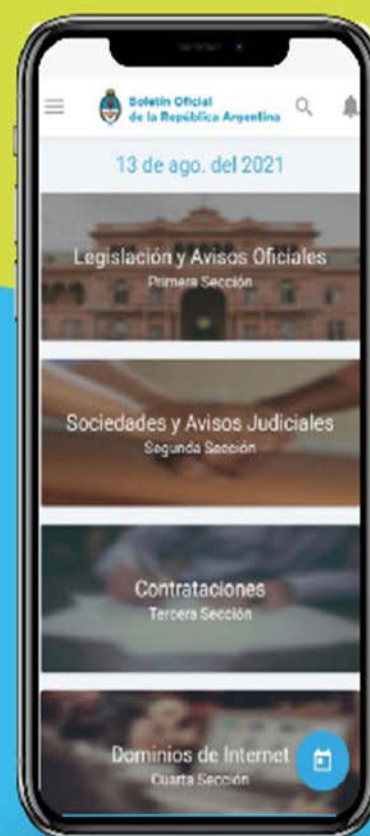 Boletín Oficial
de la República Argentina
13 de ago. del 2021
Legislación y Avisos Oficiales
Primera Sección
Sociedades y Avisos Judiciales
Segunda Sección
Contrataciones
Tercera Sección
Dominios de Internet
Cuarta Sección